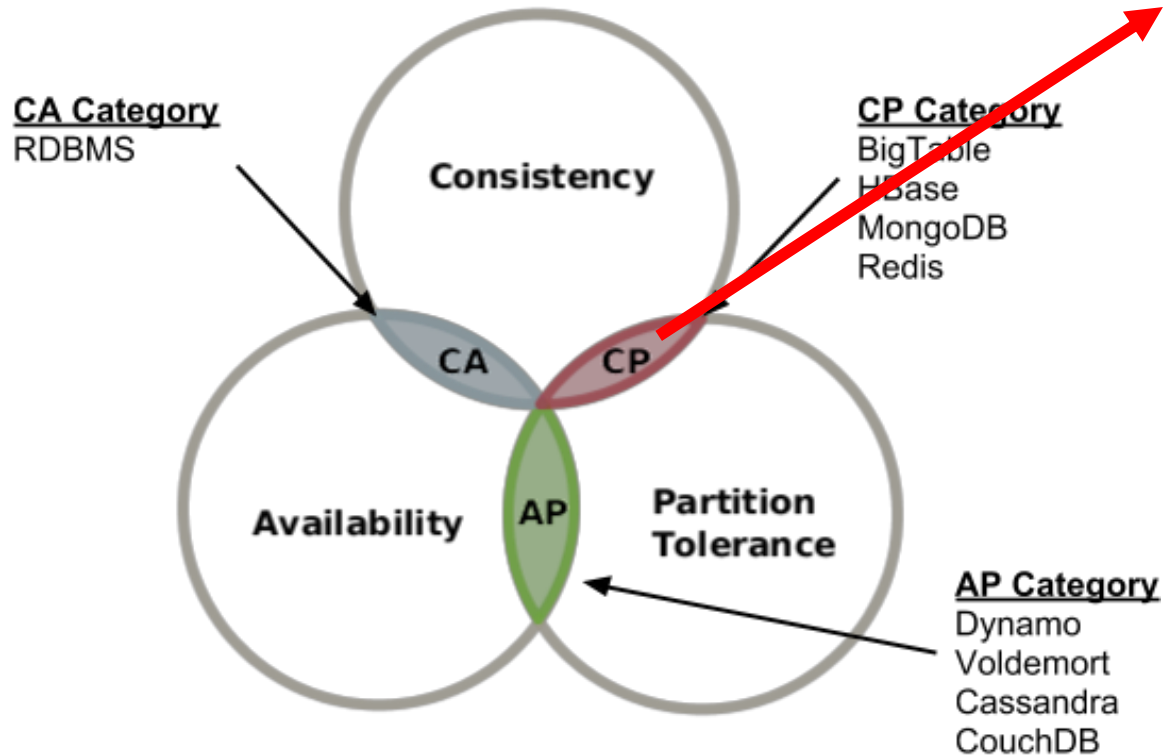 CA Category
RDBMS
Consistency
CP Category
BigTable
HBase
MongoDB
Redis
CA
CP
Availability
AP
Partition
Tolerance
AP Category
Dynamo
Voldemort
Cassandra
CouchDB